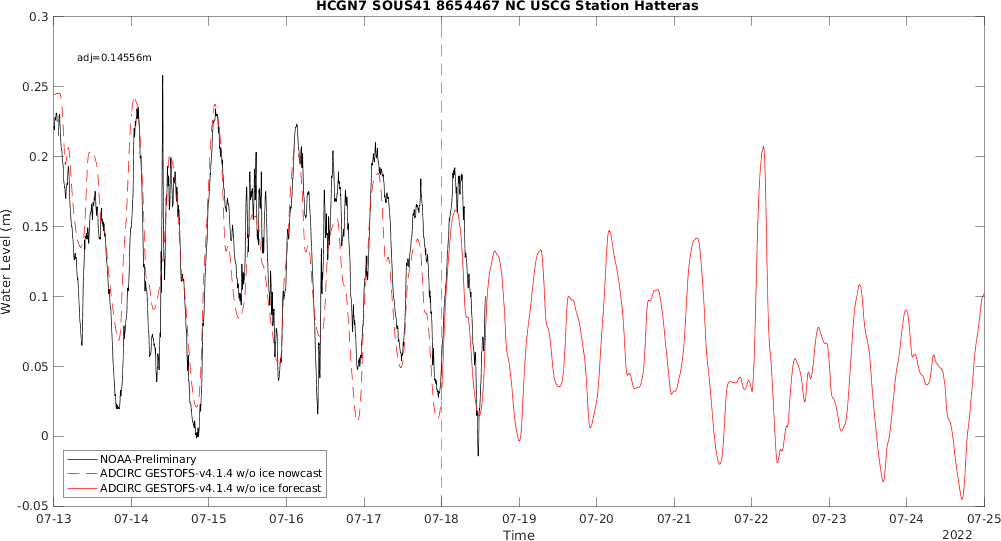 HCGN7 SOUS41 8654467 NC USCG Station Hatteras
0.3
adj=0.14556m
0.25
0.2
0.15
0.1
0.05
0
-0.05
Water Level (m)
NOAA-Preliminary
ADCIRC GESTOFS-v4.1.4 w/o ice nowcast
ADCIRC GESTOFS-v4.1.4 w/o ice forecast
07-13 07-14 07-15 07-16 07-17 07-18 07-19 07-20 07-21 07-22 07-23 07-24 07-25
Time
2022